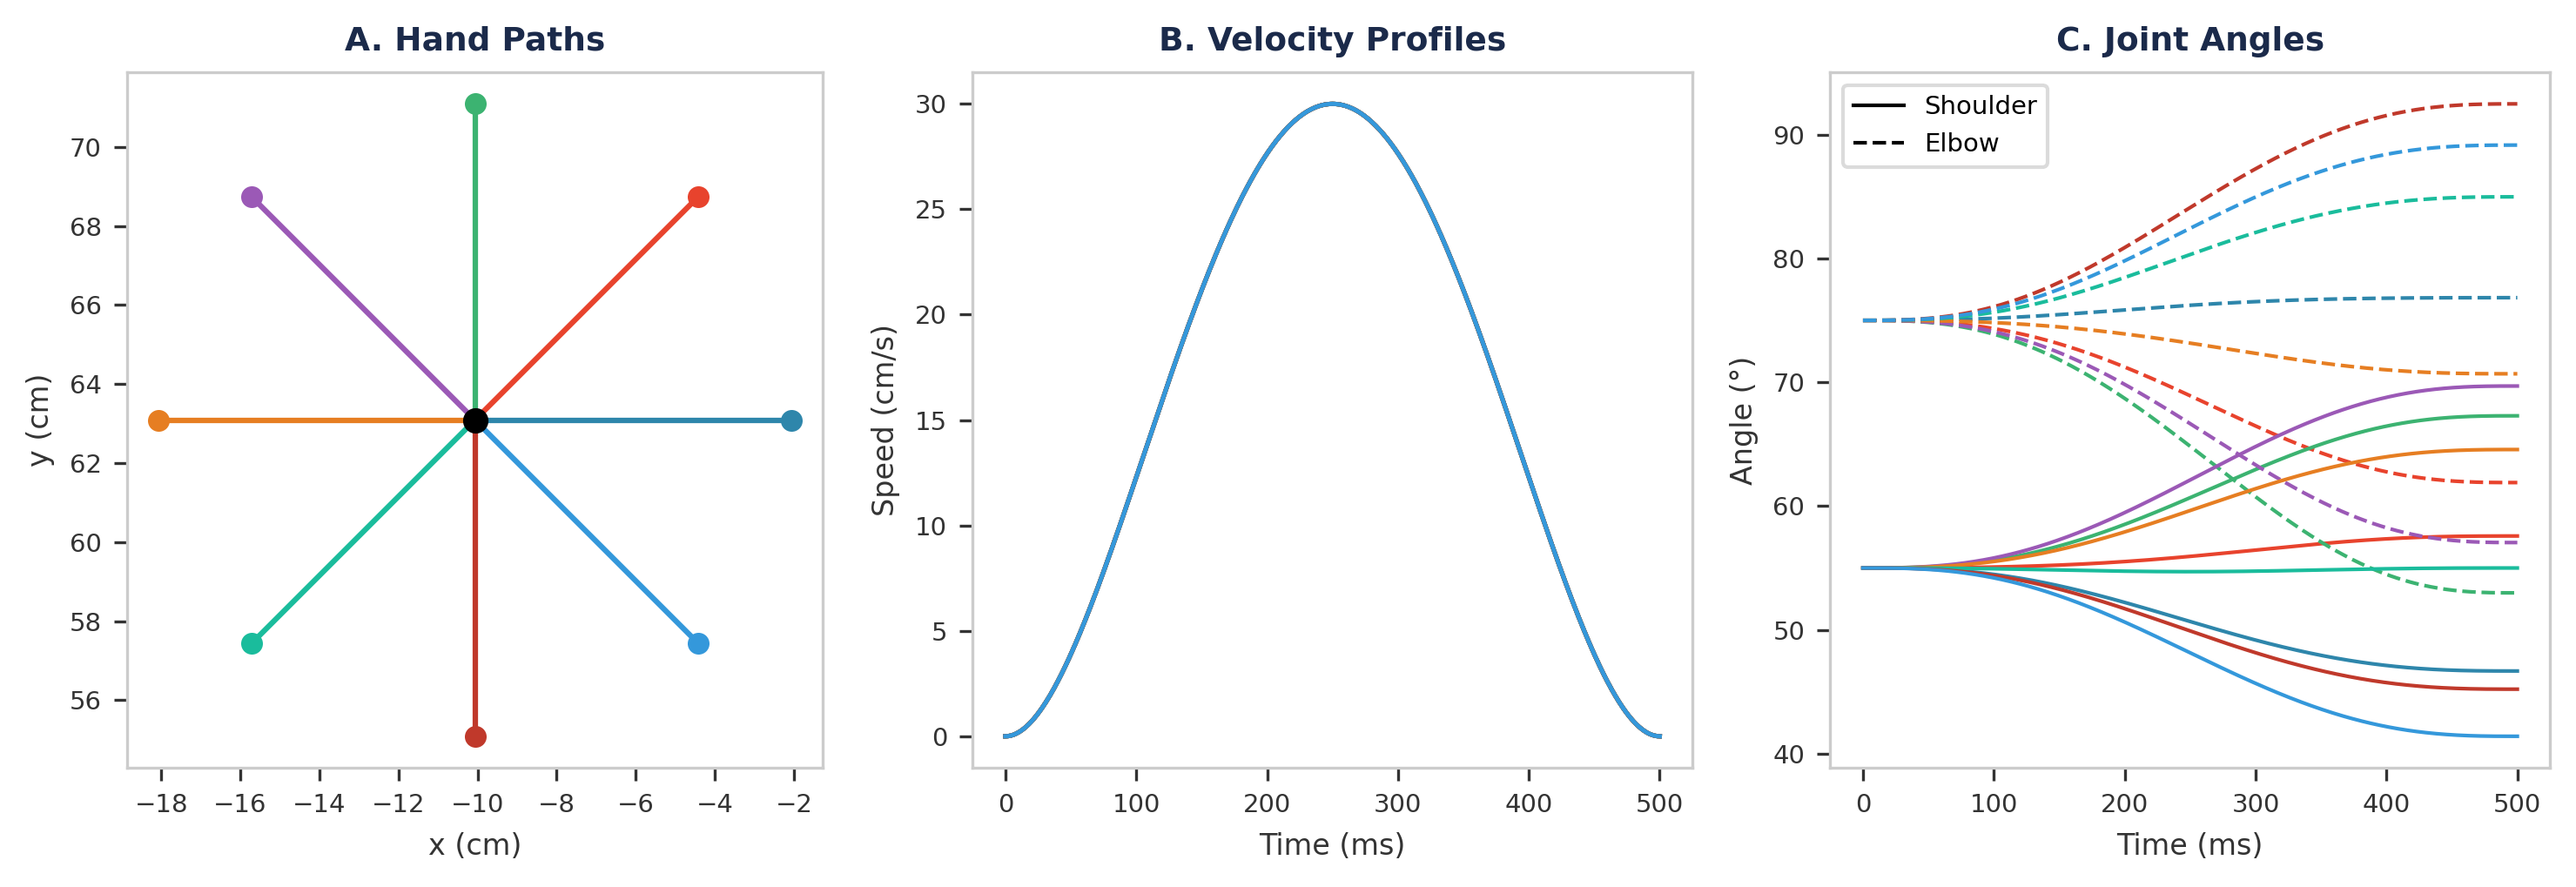 A. Hand Paths
y (cm)
70
68
66
64
62
60
58
56
−18 −16 −14 −12 −10 −8 −6 −4 −2
x (cm)
B. Velocity Profiles
Speed (cm/s)
30
25
20
15
10
5
0
0 100 200 300 400 500
Time (ms)
C. Joint Angles
Shoulder
Elbow
Angle (°)
90
80
70
60
50
40
0 100 200 300 400 500
Time (ms)